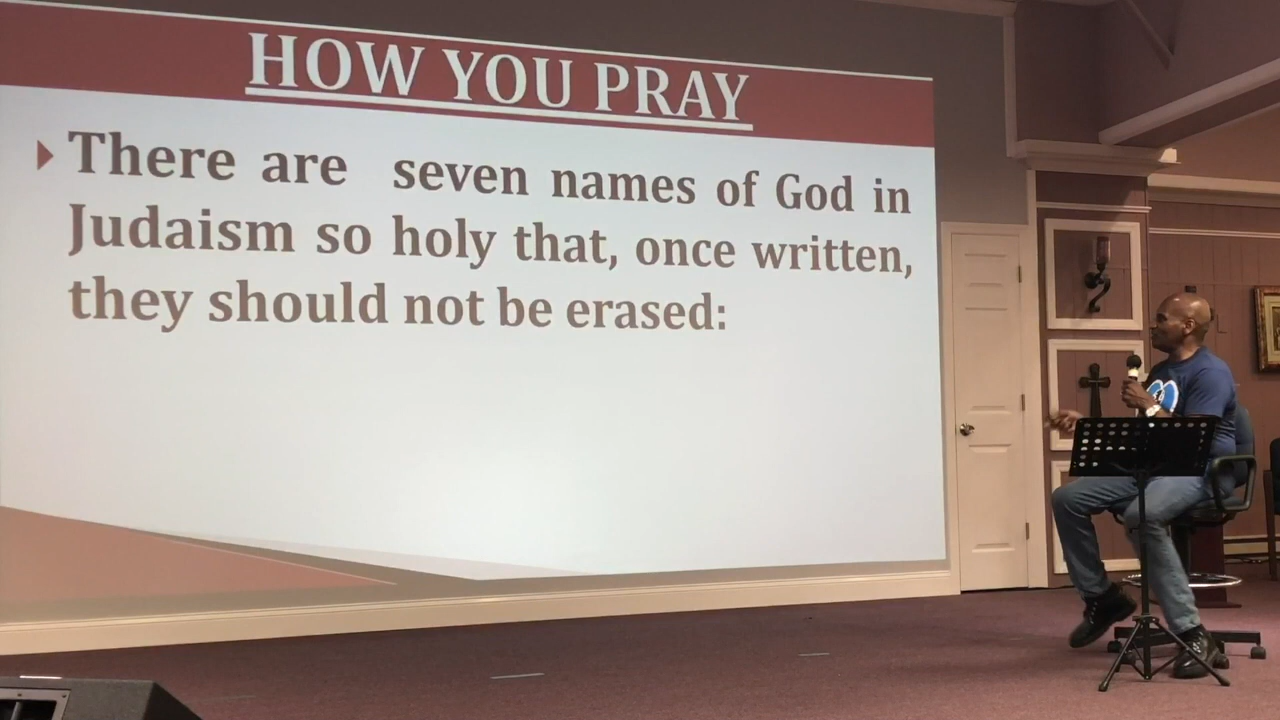 HOW YOU PRAY
There are seven names of God in
Judaism so holy that, once written,
they should not be erased: